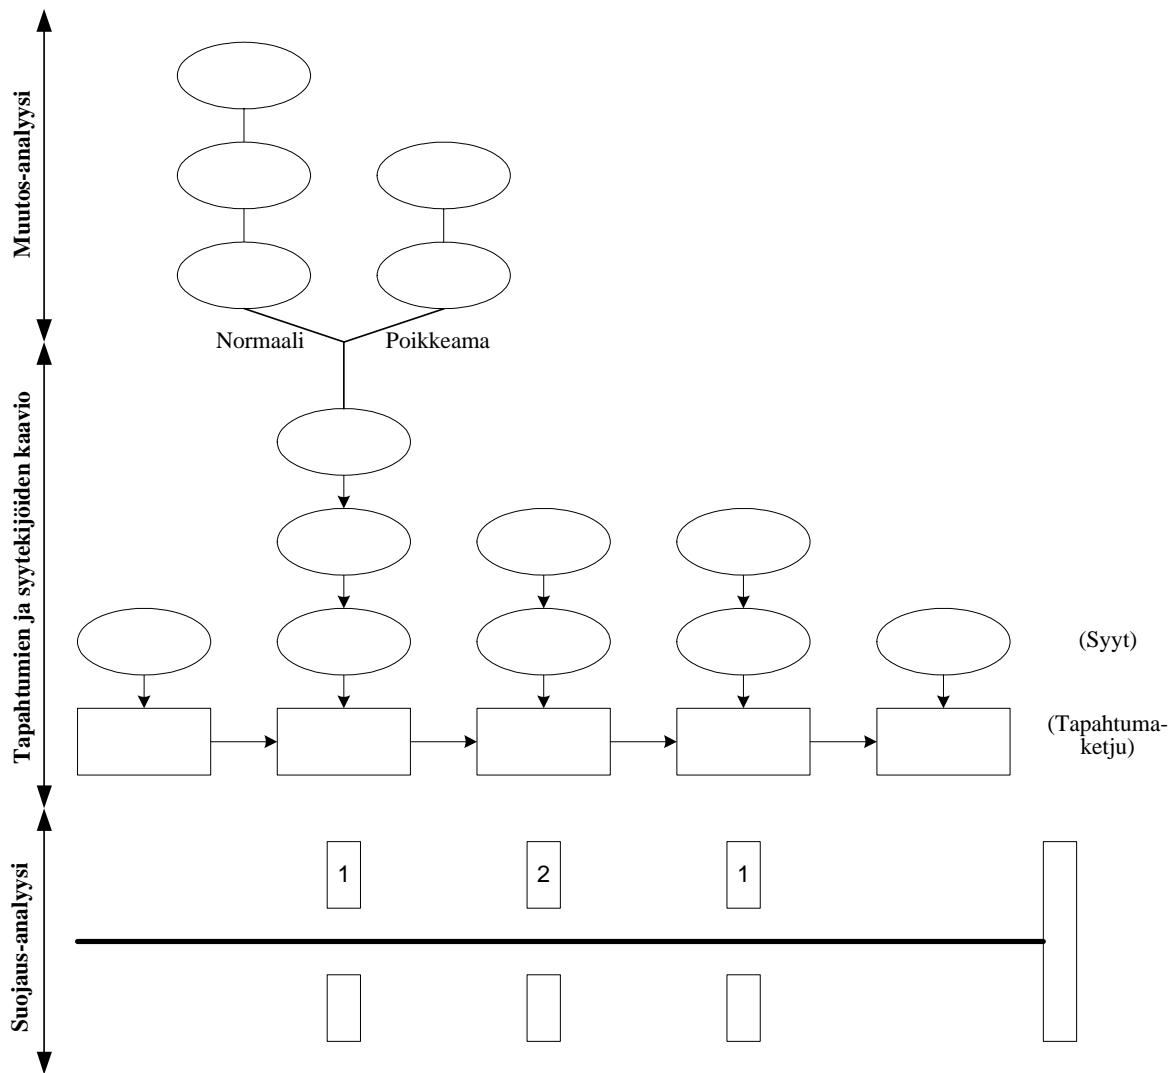 Muutos-analyysi
Normaali
Poikkeama
Tapahtumien ja syytekijöiden kaavio
(Syyt)
(Tapahtuma-
ketju)
Suojaus-analyysi
1
2
1